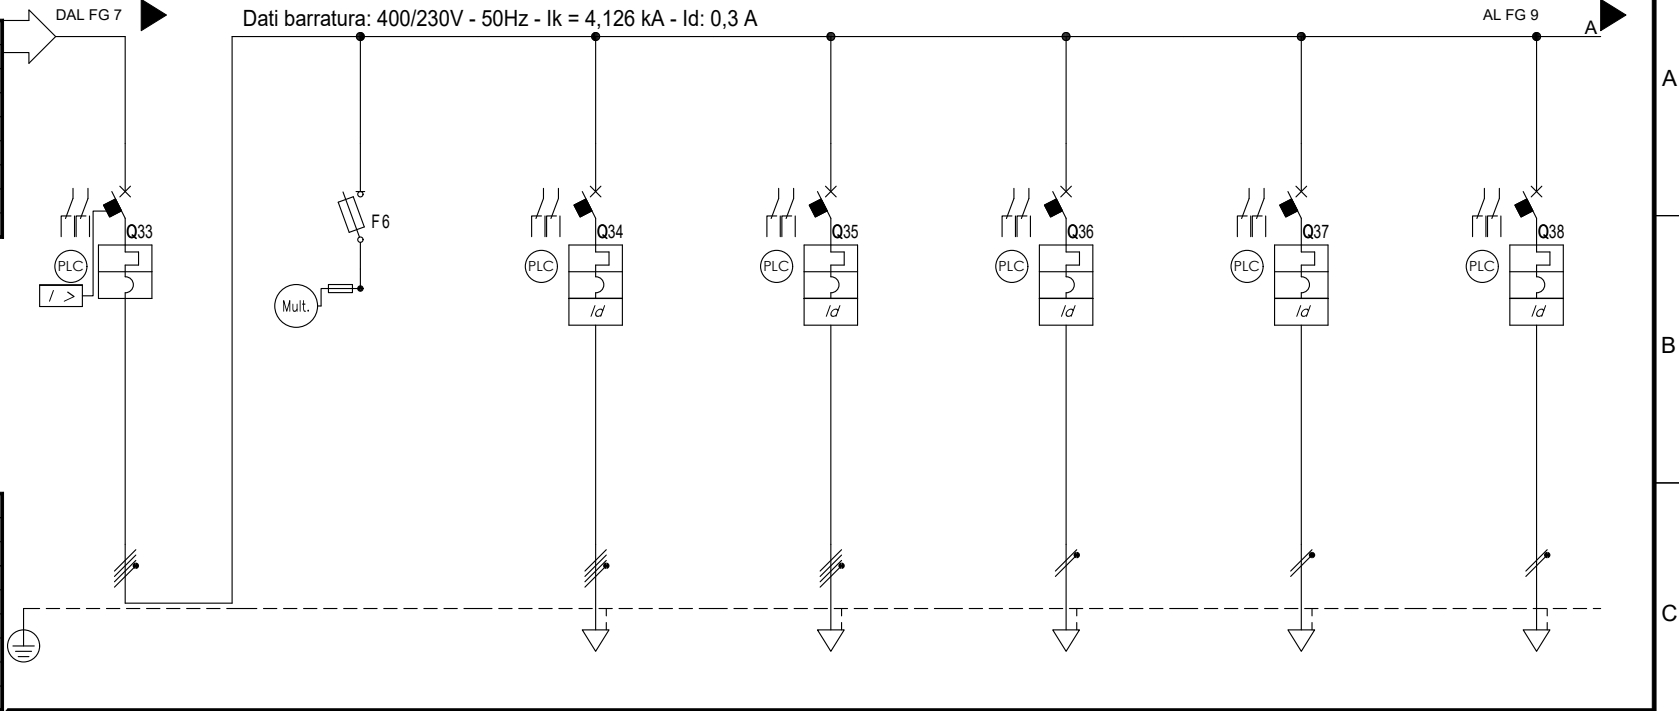 DAL FG 7
Dati barratura: 400/230V - 50Hz - Ik = 4,126 kA - Id: 0,3 A
AL FG 9
A
A
Q33
F6
Q34
Q35
Q36
Q37
Q38
PLC
PLC
PLC
PLC
PLC
PLC
I >
Mult.
Id
Id
Id
Id
Id
B
C